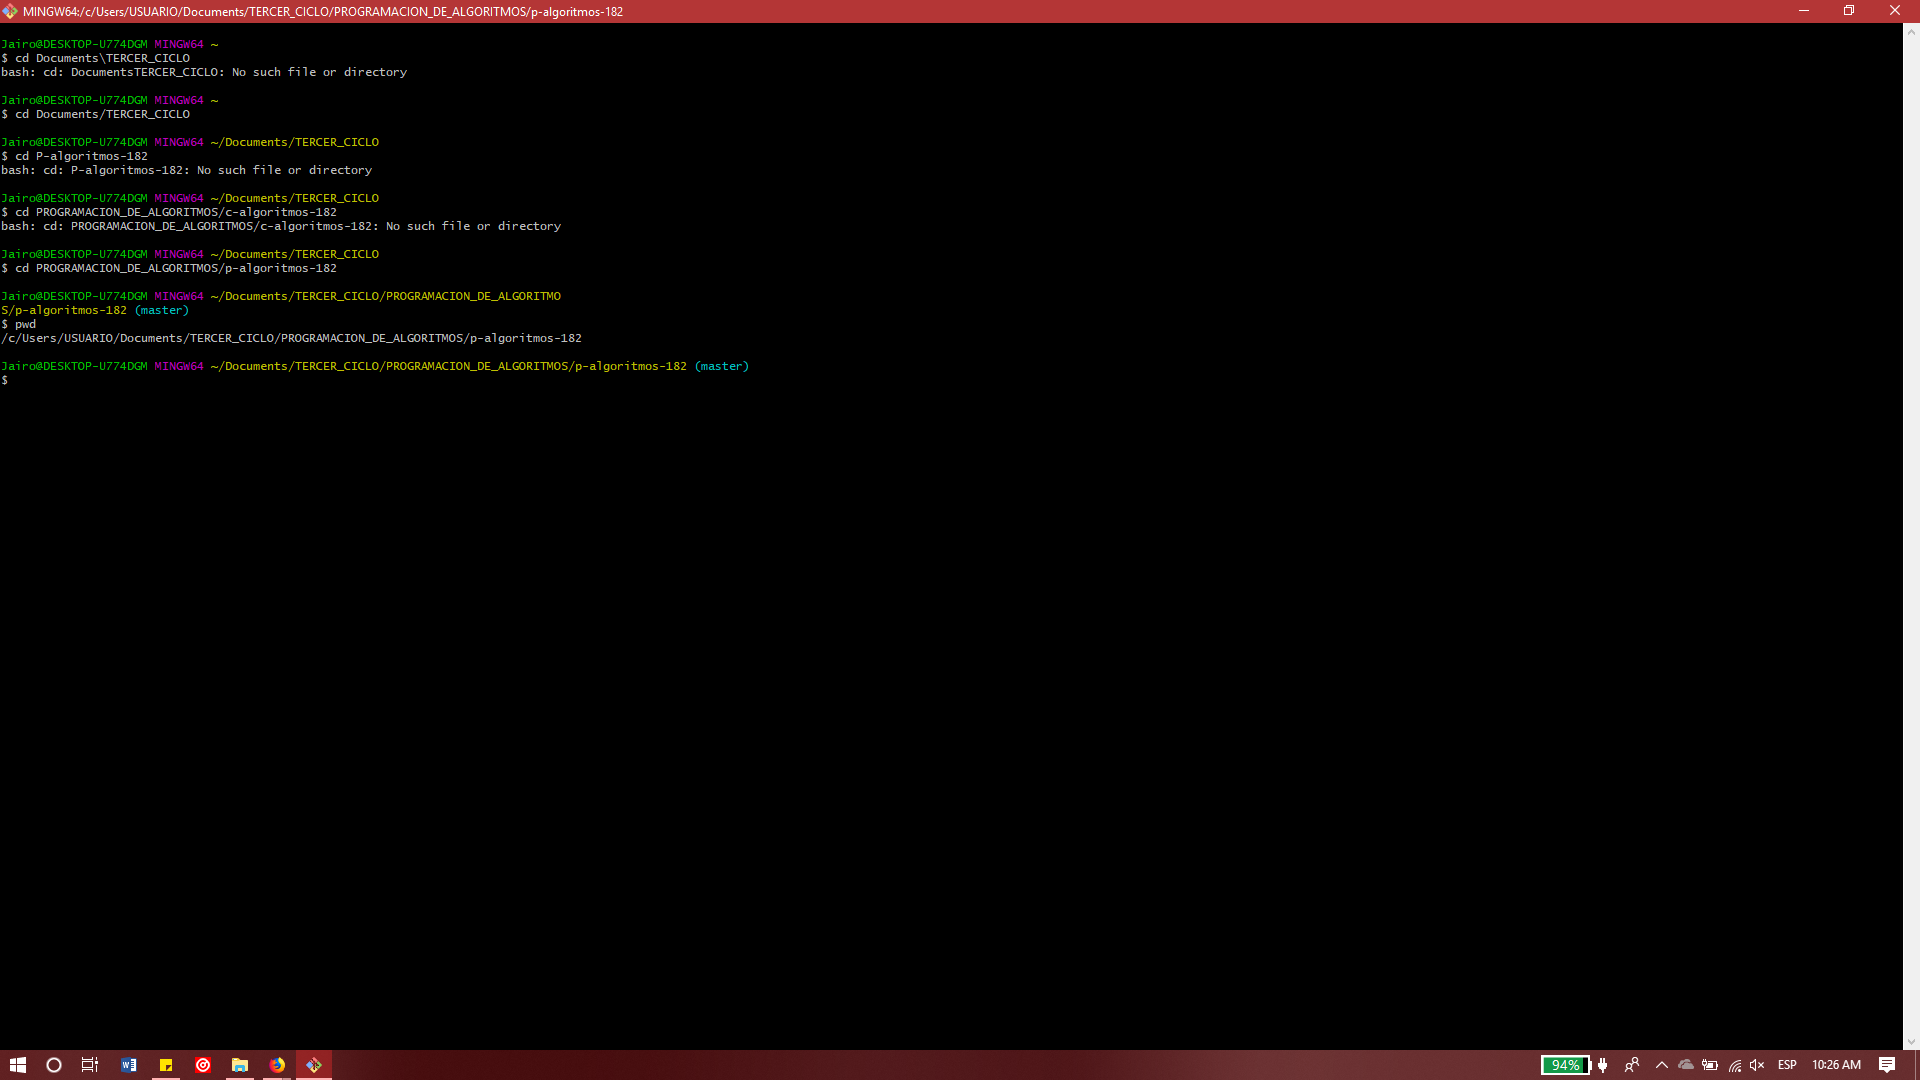 MINGW64:/c/Users/USUARIO/Documents/TERCER_CICLO/PROGRAMACION_DE_ALGORITMOS/p-algoritmos-182
Jairo@DESKTOP-U774DGM MINGW64 ~
$ cd Documents\TERCER_CICLO
bash: cd: DocumentsTERCER_CICLO: No such file or directory
Jairo@DESKTOP-U774DGM MINGW64 ~
$ cd Documents/TERCER_CICLO
Jairo@DESKTOP-U774DGM MINGW64 ~/Documents/TERCER_CICLO
$ cd P-algoritmos-182
bash: cd: P-algoritmos-182: No such file or directory
Jairo@DESKTOP-U774DGM MINGW64 ~/Documents/TERCER_CICLO
$ cd PROGRAMACION_DE_ALGORITMOS/c-algoritmos-182
bash: cd: PROGRAMACION_DE_ALGORITMOS/c-algoritmos-182: No such file or directory
Jairo@DESKTOP-U774DGM MINGW64 ~/Documents/TERCER_CICLO
$ cd PROGRAMACION_DE_ALGORITMOS/p-algoritmos-182
Jairo@DESKTOP-U774DGM MINGW64 ~/Documents/TERCER_CICLO/PROGRAMACION_DE_ALGORITMO
S/p-algoritmos-182 (master)
$ pwd
/c/Users/USUARIO/Documents/TERCER_CICLO/PROGRAMACION_DE_ALGORITMOS/p-algoritmos-182
Jairo@DESKTOP-U774DGM MINGW64 ~/Documents/TERCER_CICLO/PROGRAMACION_DE_ALGORITMOS/p-algoritmos-182 (master)
$
94% ESP 10:26 AM